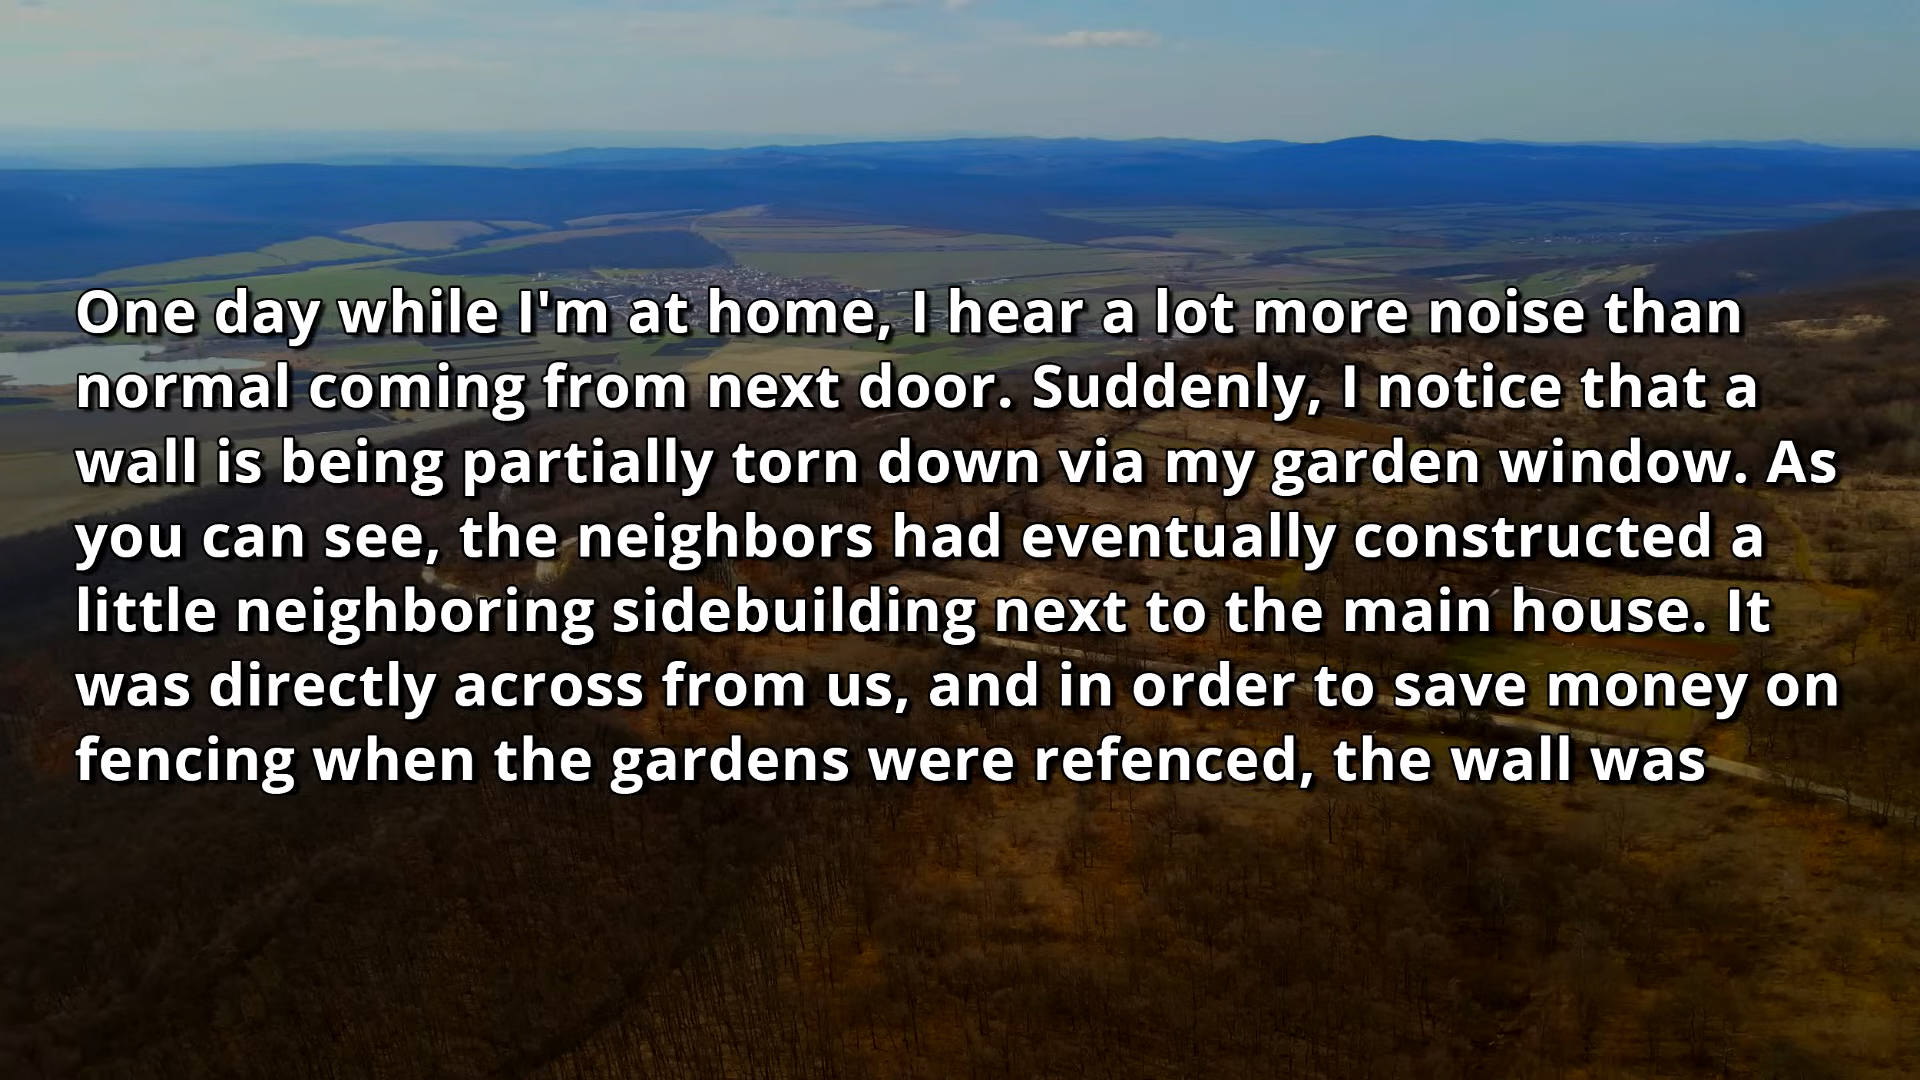 One day while I'm at home, I hear a lot more noise than
normal coming from next door. Suddenly, I notice that a
wall is being partially torn down via my garden window. As
you can see, the neighbors had eventually constructed a
little neighboring sidebuilding next to the main house. It
was directly across from us, and in order to save money on
fencing when the gardens were refenced, the wall was